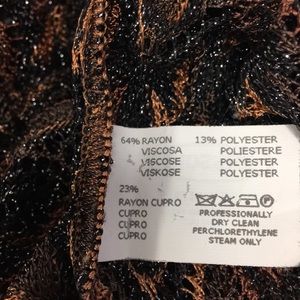 64% RAYON 13% POLYESTER
VISCOSA POLIESTERE
VISCOSE POLYESTER
VISKOSE POLYESTER
23%
RAYON CUPRO
CUPRO PROFESSIONALLY
CUPRO DRY CLEAN
CUPRO PERCHLORETHYLENE
STEAM ONLY